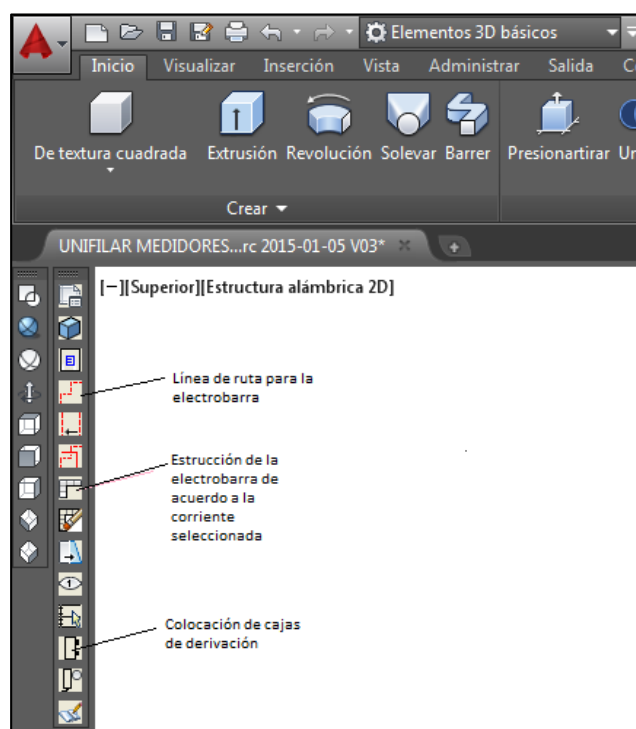 Elementos 3D básicos
Inicio Visualizar Inserción Vista Administrar Salida C
De textura cuadrada Extrusión Revolución Solevar Barrer Presionartirar Un
Crear
UNIFILAR MEDIDORES...rc 2015-01-05 V03*
[−][Superior][Estructura alámbrica 2D]
Línea de ruta para la
electrobarra
Estrucción de la
electrobarra de
acuerdo a la
corriente
seleccionada
Colocación de cajas
de derivación